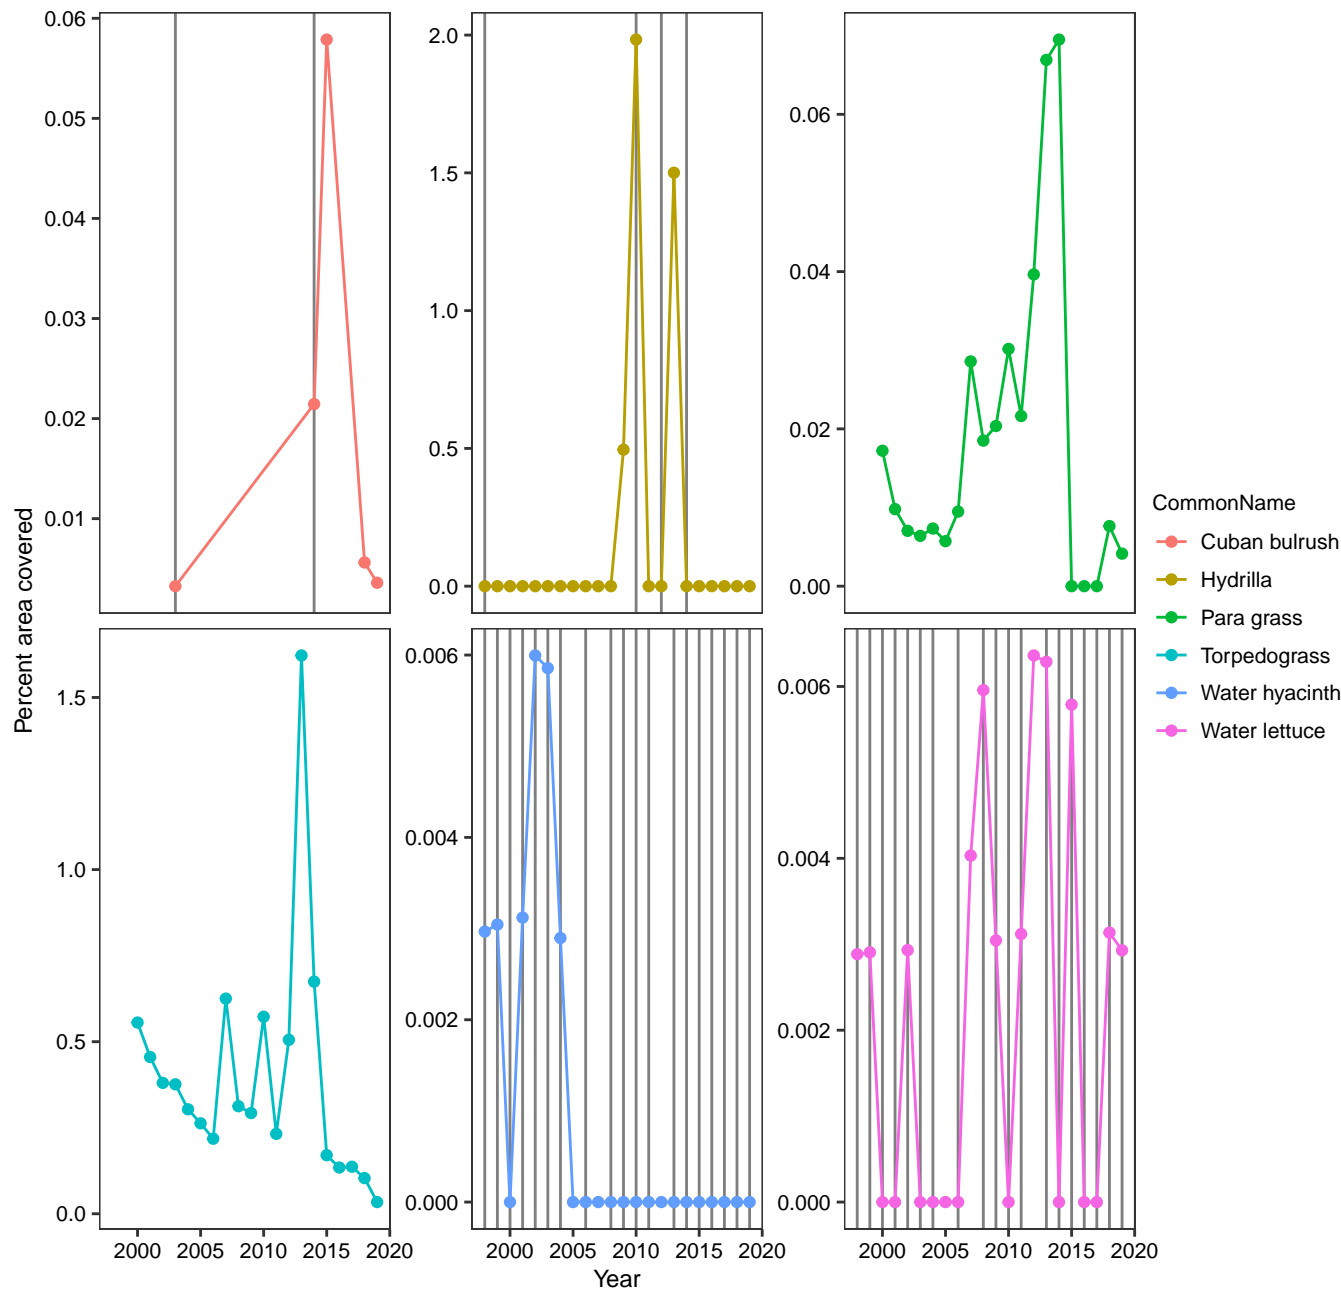 0.06
0.05
0.04
0.03
0.02
0.01
2.0
1.5
1.0
0.5
0.0
0.06
0.04
0.02
0.00
Percent area covered
1.5
1.0
0.5
0.0
0.006
0.004
0.002
0.000
0.006
0.004
0.002
0.000
2000 2005 2010 2015 2020
2000 2005 2010 2015 2020
2000 2005 2010 2015 2020
Year
CommonName
Cuban bulrush
Hydrilla
Para grass
Torpedograss
Water hyacinth
Water lettuce